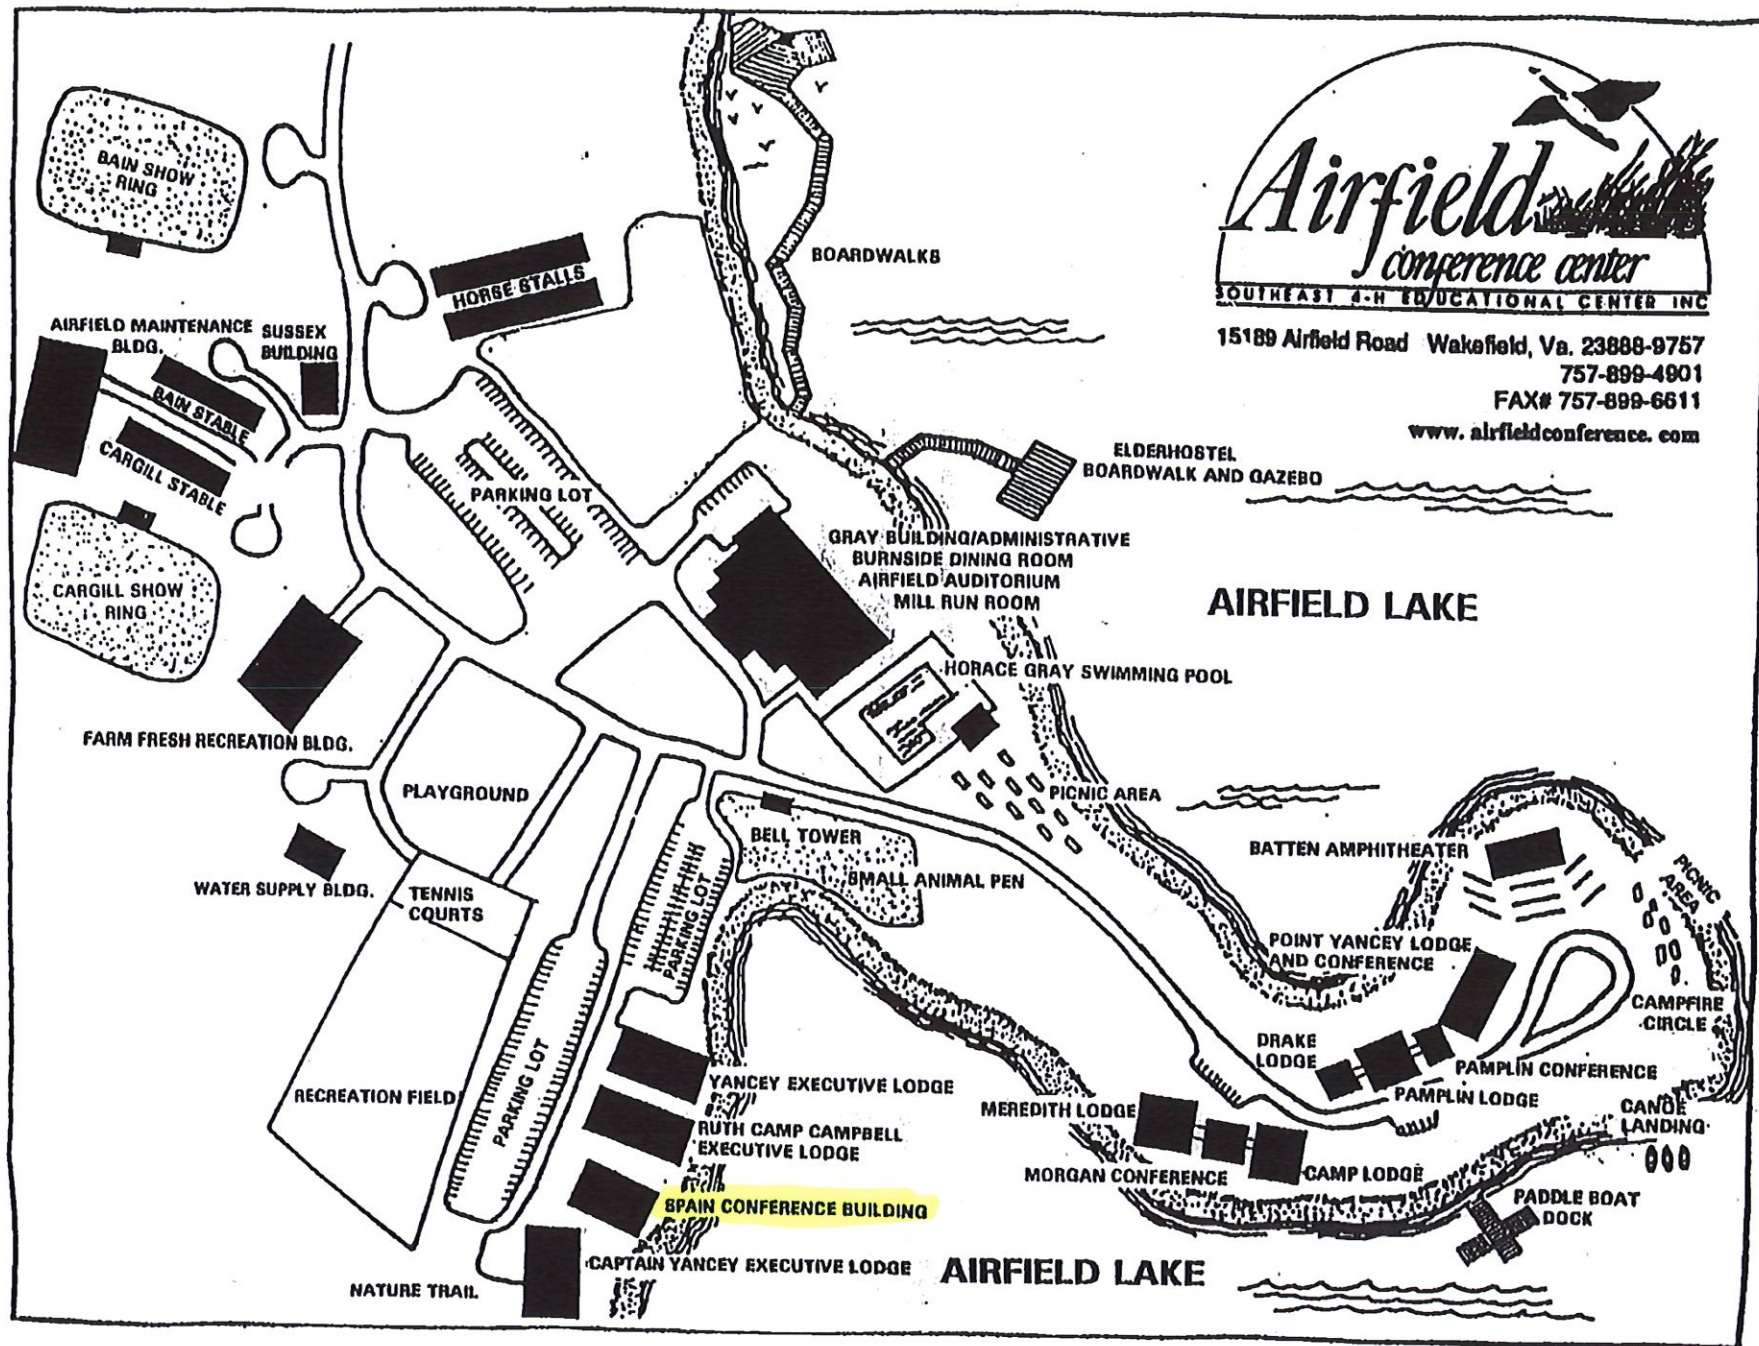 Airfield
conference center
SOUTHEAST 4-H EDUCATIONAL CENTER INC
15189 Airfield Road Wakefield, Va. 23888-9757
757-899-4901
FAX# 757-899-6611
www. airfieldconference. com
BAIN SHOW
RING
BOARDWALKS
HORSE STALLS
AIRFIELD MAINTENANCE
BLDG.
SUSSEX
BUILDING
BAIN STABLE
CARGILL STABLE
PARKING LOT
ELDERHOSTEL
BOARDWALK AND GAZEBO
GRAY BUILDING/ADMINISTRATIVE
BURNSIDE DINING ROOM
AIRFIELD AUDITORIUM
MILL RUN ROOM
CARGILL SHOW
RING
AIRFIELD LAKE
HORACE GRAY SWIMMING POOL
FARM FRESH RECREATION BLDG.
PLAYGROUND
PICNIC AREA
BELL TOWER
SMALL ANIMAL PEN
BATTEN AMPHITHEATER
PICNIC
AREA
WATER SUPPLY BLDG.
TENNIS
COURTS
PARKING LOT
POINT YANCEY LODGE
AND CONFERENCE
CAMPFIRE
CIRCLE
DRAKE
LODGE
PAMPLIN CONFERENCE
PAMPLIN LODGE
YANCEY EXECUTIVE LODGE
RECREATION FIELD
PARKING LOT
MEREDITH LODGE
CANOE
LANDING
RUTH CAMP CAMPBELL
EXECUTIVE LODGE
MORGAN CONFERENCE
CAMP LODGE
SPAIN CONFERENCE BUILDING
PADDLE BOAT
DOCK
CAPTAIN YANCEY EXECUTIVE LODGE
AIRFIELD LAKE
NATURE TRAIL